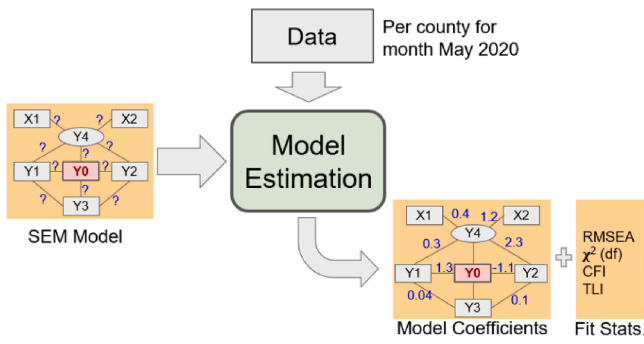 Data
Per county for
month May 2020
X1 ? ? X2
Y4
? ? ?
Y1 ? Y0 ? Y2
? ? ?
Y3
SEM Model
Model
Estimation
X1 0.4 1.2 X2
Y4
0.3 2.3
Y1 1.3 Y0 -1.1 Y2
0.04 0.1
Y3
Model Coefficients
RMSEA
χ² (df)
CFI
TLI
Fit Stats.